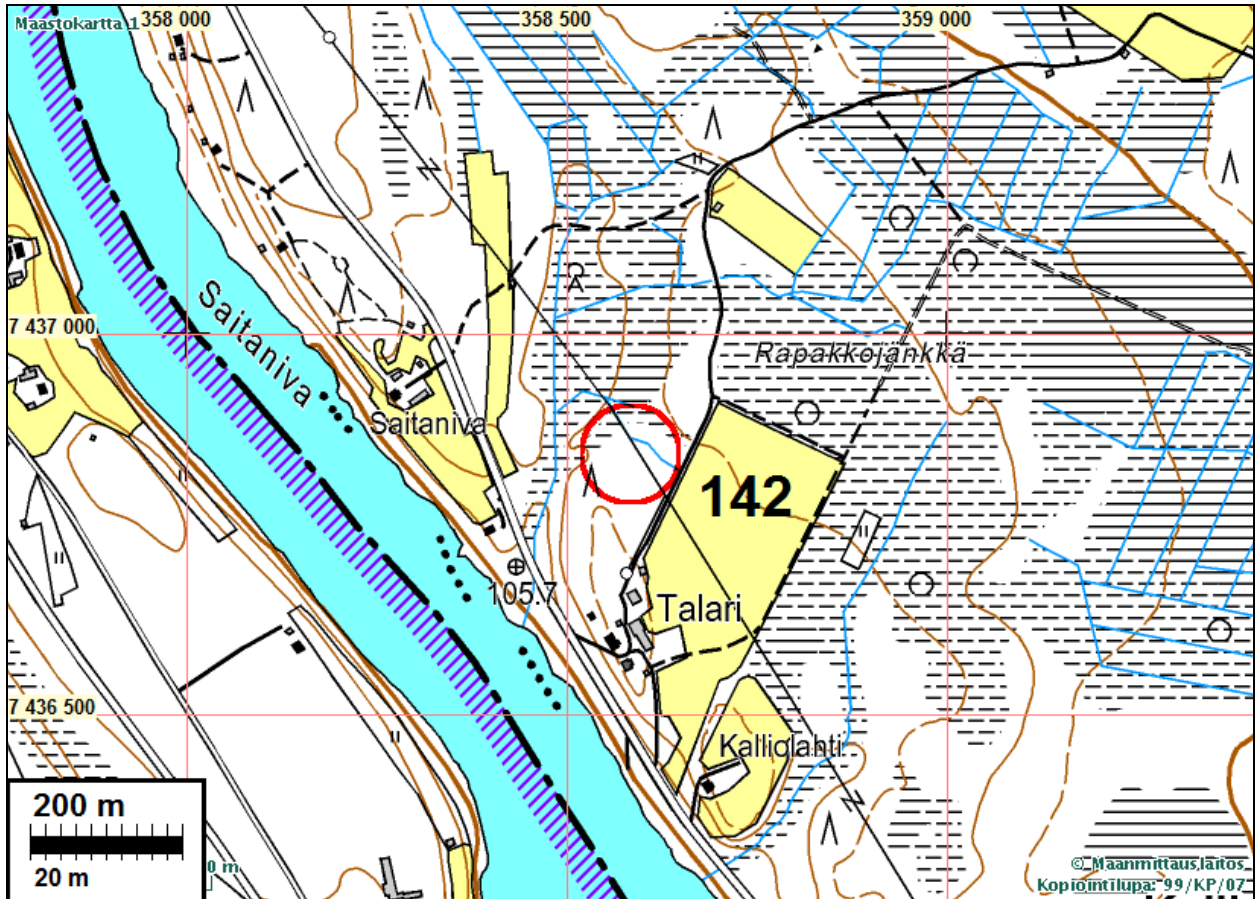 Maastokartta 1
358 000
358 500
359 000
Saitaniva
7 437 000
Rapakkojänkkä
Saitaniva
142
105.7
Talari
7 436 500
Kalliolahti
200 m
20 m
0 m
© Maanmittauslaitos
Kopiointilupa: 99/KP/07